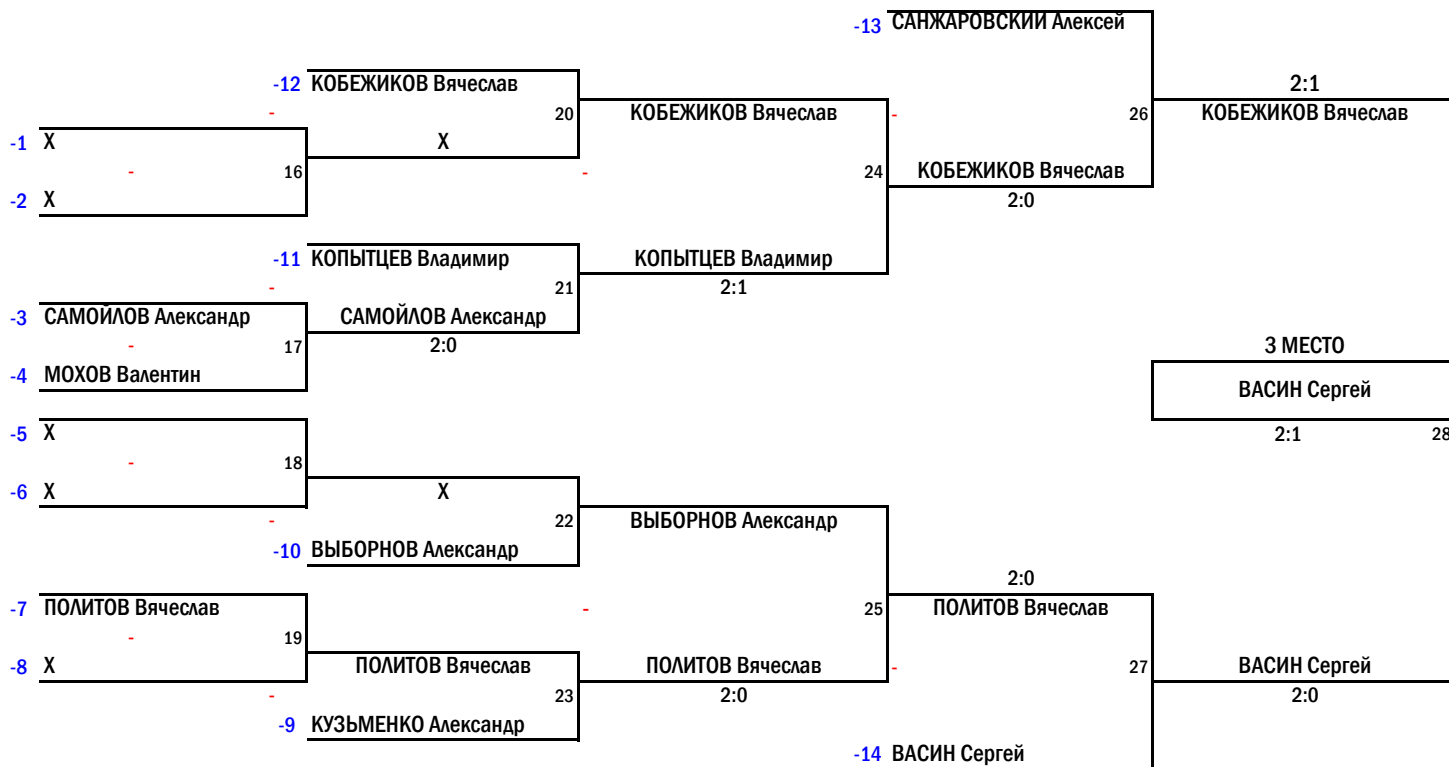 -13 САНЖАРОВСКИЙ Алексей
-12 КОБЕЖИКОВ Вячеслав
2:1
- 20 КОБЕЖИКОВ Вячеслав - 26 КОБЕЖИКОВ Вячеслав
-1 X X
- 16 - 24 КОБЕЖИКОВ Вячеслав
-2 X 2:0
-11 КОПЫТЦЕВ Владимир КОПЫТЦЕВ Владимир
- 21 2:1
-3 САМОЙЛОВ Александр САМОЙЛОВ Александр
- 17 2:0 3 МЕСТО
-4 МОХОВ Валентин
ВАСИН Сергей
-5 X 2:1 28
- 18
-6 X X
- 22 ВЫБОРНОВ Александр
-10 ВЫБОРНОВ Александр
2:0
-7 ПОЛИТОВ Вячеслав - 25 ПОЛИТОВ Вячеслав
- 19
-8 X ПОЛИТОВ Вячеслав ПОЛИТОВ Вячеслав - 27 ВАСИН Сергей
- 23 2:0 2:0
-9 КУЗЬМЕНКО Александр
-14 ВАСИН Сергей